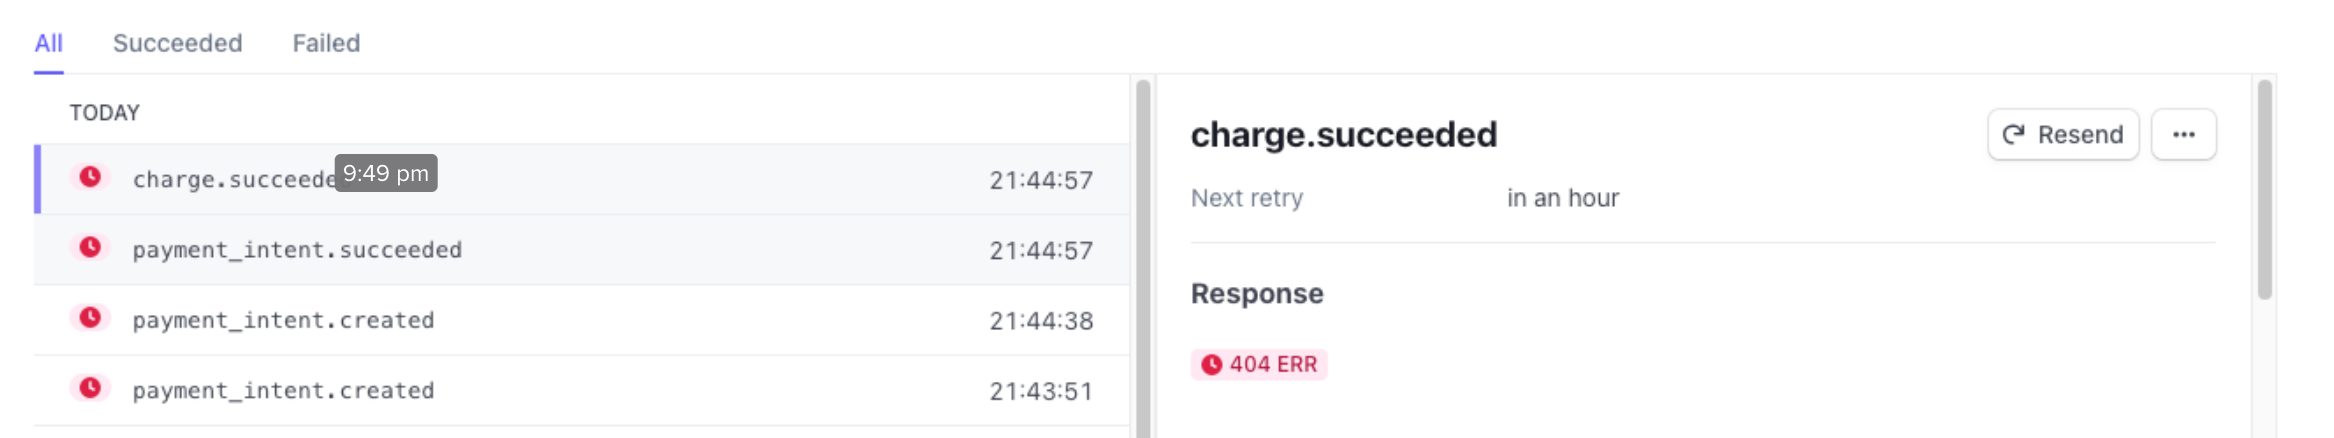 All Succeeded Failed
TODAY
charge.succeede 9:49 pm 21:44:57
payment_intent.succeeded 21:44:57
payment_intent.created 21:44:38
payment_intent.created 21:43:51
charge.succeeded Resend
Next retry in an hour
Response
404 ERR